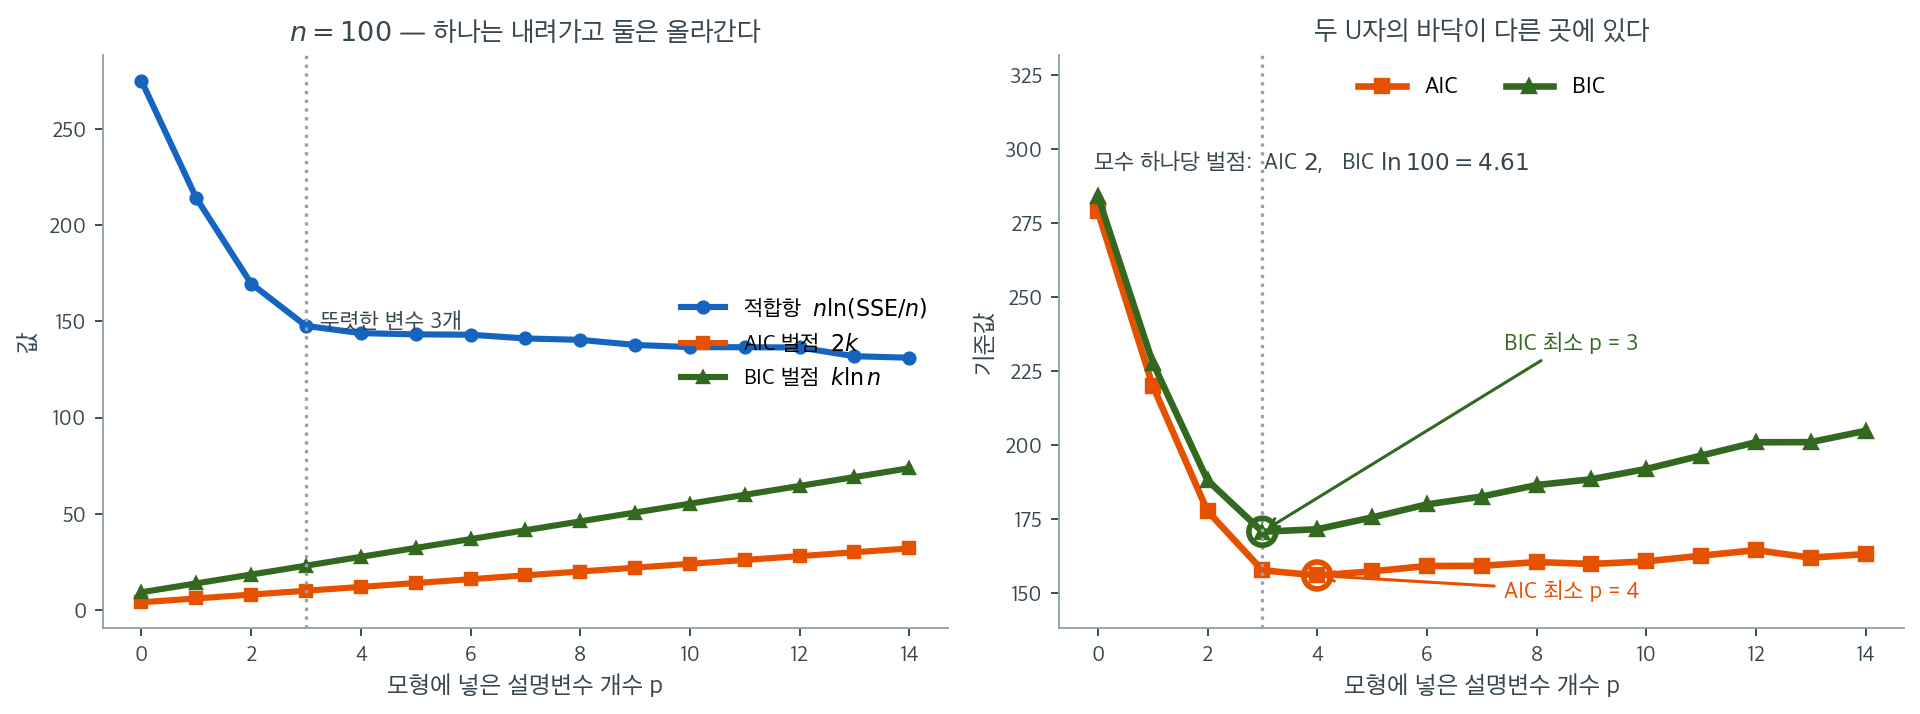 n = 100 — 하나는 내려가고 둘은 올라간다
값
250
200
150
100
50
0
뚜렷한 변수 3개
적합항 n ln(SSE/n)
AIC 벌점 2k
BIC 벌점 k ln n
0 2 4 6 8 10 12 14
모형에 넣은 설명변수 개수 p
두 U자의 바닥이 다른 곳에 있다
기준값
325
300
275
250
225
200
175
150
AIC BIC
모수 하나당 벌점: AIC 2, BIC ln 100 = 4.61
BIC 최소 p = 3
AIC 최소 p = 4
0 2 4 6 8 10 12 14
모형에 넣은 설명변수 개수 p